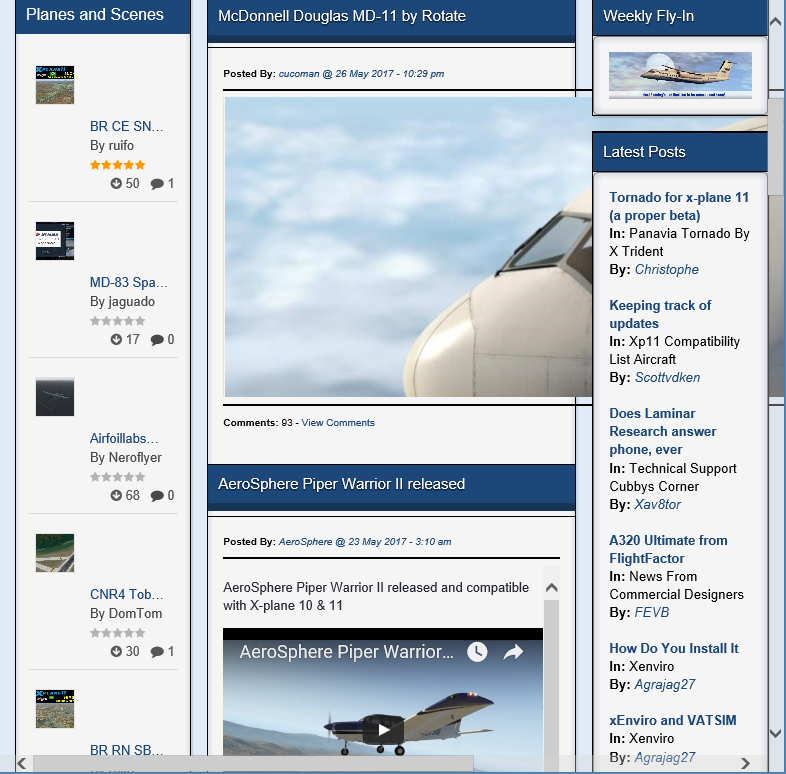 Planes and Scenes
BR CE SN...
By ruifo
50 1
MD-83 Spa...
By jaguado
17 0
Airfoillabs...
By Neroflyer
68 0
CNR4 Tob...
By DomTom
30 1
BR RN SB...
McDonnell Douglas MD-11 by Rotate
Posted By: cucoman @ 26 May 2017 - 10:29 pm
Comments: 93 - View Comments
AeroSphere Piper Warrior II released
Posted By: AeroSphere @ 23 May 2017 - 3:10 am
AeroSphere Piper Warrior II released and compatible
with X-plane 10 & 11
AeroSphere Piper Warrior...
Weekly Fly-In
Latest Posts
Tornado for x-plane 11
(a proper beta)
In: Panavia Tornado By
X Trident
By: Christophe
Keeping track of
updates
In: Xp11 Compatibility
List Aircraft
By: Scottvdken
Does Laminar
Research answer
phone, ever
In: Technical Support
Cubbys Corner
By: Xav8tor
A320 Ultimate from
FlightFactor
In: News From
Commercial Designers
By: FEVB
How Do You Install It
In: Xenviro
By: Agrajag27
xEnviro and VATSIM
In: Xenviro
By: Agrajag27